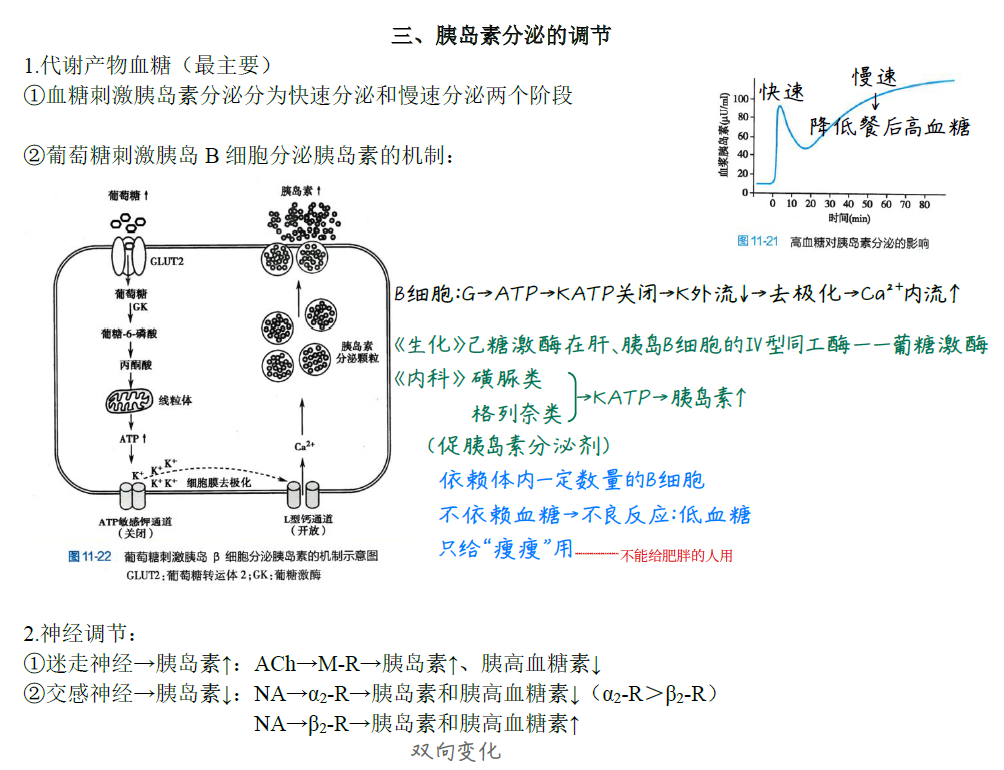 三、胰岛素分泌的调节
1.代谢产物血糖（最主要）
①血糖刺激胰岛素分泌分为快速分泌和慢速分泌两个阶段
②葡萄糖刺激胰岛 B 细胞分泌胰岛素的机制：
血浆胰岛素(μU/ml)
100
80
60
40
20
0
快速
慢速
降低餐后高血糖
0 10 20 30 40 50 60 70 80
时间(min)
图11-21 高血糖对胰岛素分泌的影响
葡萄糖↑
胰岛素↑
GLUT2
葡萄糖
GK
葡糖-6-磷酸
丙酮酸
线粒体
ATP↑
胰岛素
分泌颗粒
Ca²⁺
K⁺ K⁺ K⁺
K⁺ K⁺
细胞膜去极化
ATP敏感钾通道
（关闭）
L型钙通道
（开放）
图11-22 葡萄糖刺激胰岛 β 细胞分泌胰岛素的机制示意图
GLUT2：葡萄糖转运体 2；GK：葡糖激酶
B细胞:G→ATP→KATP关闭→K外流↓→去极化→Ca²⁺内流↑
《生化》己糖激酶在肝、胰岛B细胞的IV型同工酶——葡糖激酶
《内科》磺脲类
格列奈类
→KATP→胰岛素↑
（促胰岛素分泌剂）
依赖体内一定数量的B细胞
不依赖血糖→不良反应:低血糖
只给“瘦瘦”用
不能给肥胖的人用
2.神经调节：
①迷走神经→胰岛素↑：ACh→M-R→胰岛素↑、胰高血糖素↓
②交感神经→胰岛素↓：NA→α₂-R→胰岛素和胰高血糖素↓（α₂-R＞β₂-R）
NA→β₂-R→胰岛素和胰高血糖素↑
双向变化